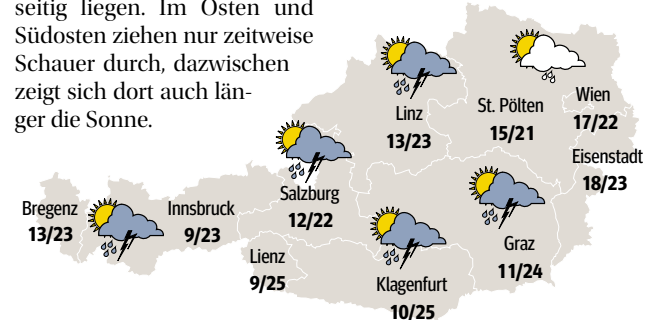 seitig liegen. Im Osten und
Südosten ziehen nur zeitweise
Schauer durch, dazwischen
zeigt sich dort auch län-
ger die Sonne.
Linz
13/23
St. Pölten
15/21
Wien
17/22
Eisenstadt
18/23
Salzburg
12/22
Bregenz
13/23
Innsbruck
9/23
Lienz
9/25
Klagenfurt
10/25
Graz
11/24